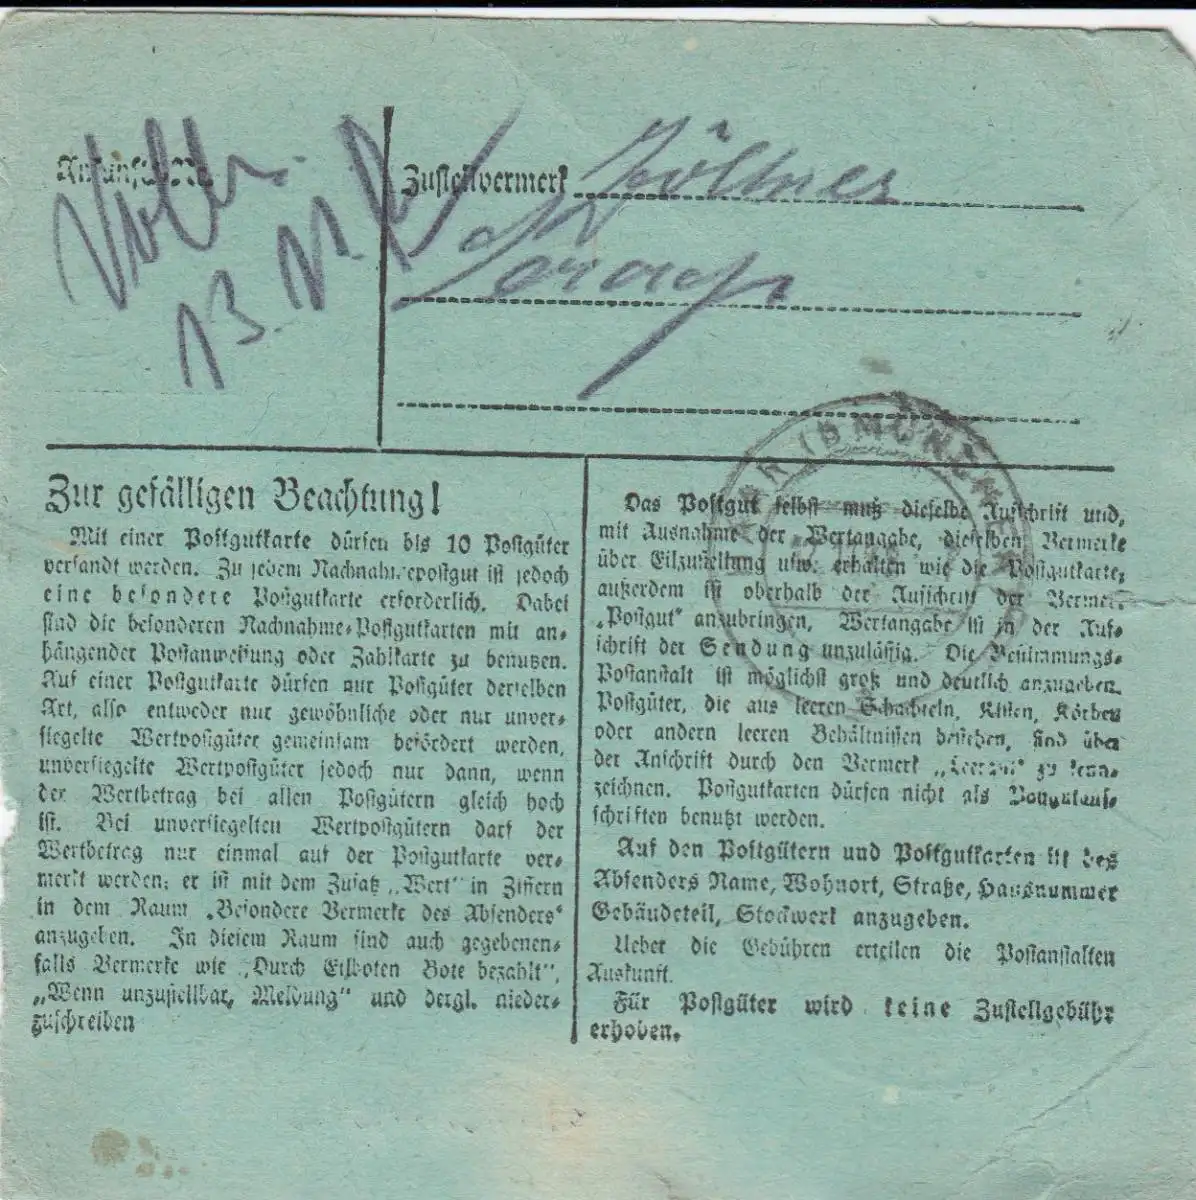 Zustellvermerk
Zur gefälligen Beachtung!
Mit einer Postgutkarte dürfen bis 10 Postgüter
versandt werden. Zu jedem Nachnahmepostgut ist jedoch
eine besondere Postgutkarte erforderlich. Dabei
sind die besonderen Nachnahme-Postgutkarten mit an-
hängender Postanweisung oder Zahlkarte zu benutzen.
Auf einer Postgutkarte dürfen nur Postgüter derselben
Art, also entweder nur gewöhnliche oder nur unver-
siegelte Wertpostgüter gemeinsam befördert werden,
unversiegelte Wertpostgüter jedoch nur dann, wenn
der Wertbetrag bei allen Postgütern gleich hoch
ist. Bei unversiegelten Wertpostgütern darf der
Wertbetrag nur einmal auf der Postgutkarte ver-
merkt werden; er ist mit dem Zusatz „Wert" in Ziffern
in dem Raum „Besondere Vermerke des Absenders"
anzugeben. In diesem Raum sind auch gegebenen-
falls Vermerke wie „Durch Eilboten Bote bezahlt",
„Wenn unzustellbar, Meldung" und dergl. nieder-
zuschreiben
Das Postgut selbst muß dieselbe Aufschrift und,
mit Ausnahme der Wertangabe, dieselben Vermerke
über Eilzustellung usw. erhalten wie die Postgutkarte,
außerdem ist oberhalb der Aufschrift der Vermerk
„Postgut" anzubringen, Wertangabe ist in der Auf-
schrift der Sendung unzulässig. Die Bestimmungs-
Postanstalt ist möglichst groß und deutlich anzugeben.
Postgüter, die aus leeren Schachteln, Kisten, Körben
oder andern leeren Behältnissen bestehen, sind über
der Anschrift durch den Vermerk „Leergut" zu kenn-
zeichnen. Postgutkarten dürfen nicht als Postgutauf-
schriften benutzt werden.
Auf den Postgütern und Postgutkarten ist des
Absenders Name, Wohnort, Straße, Hausnummer
Gebäudeteil, Stockwerk anzugeben.
Ueber die Gebühren erteilen die Postanstalten
Auskunft.
Für Postgüter wird keine Zustellgebühr
erhoben.